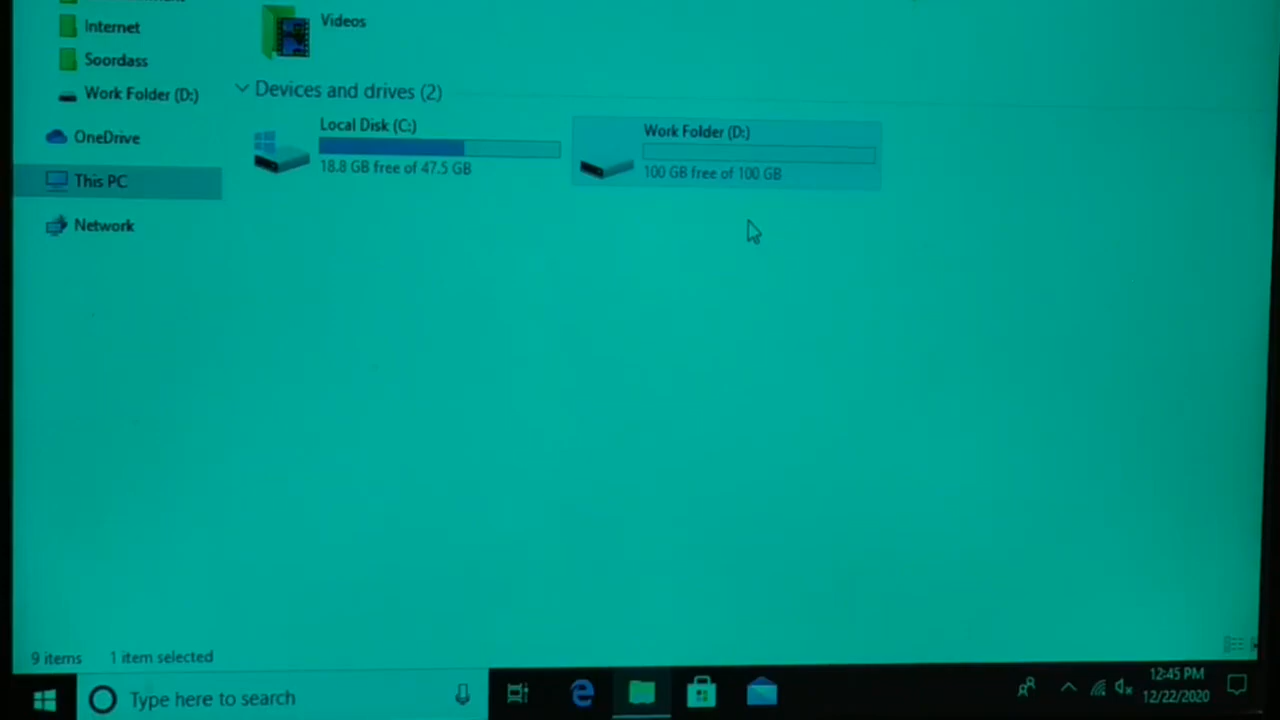 Internet
Soordass
Work Folder (D:)
OneDrive
This PC
Network
Videos
Devices and drives (2)
Local Disk (C:)
18.8 GB free of 47.5 GB
Work Folder (D:)
100 GB free of 100 GB
9 items 1 item selected
Type here to search
12:45 PM
12/22/2020